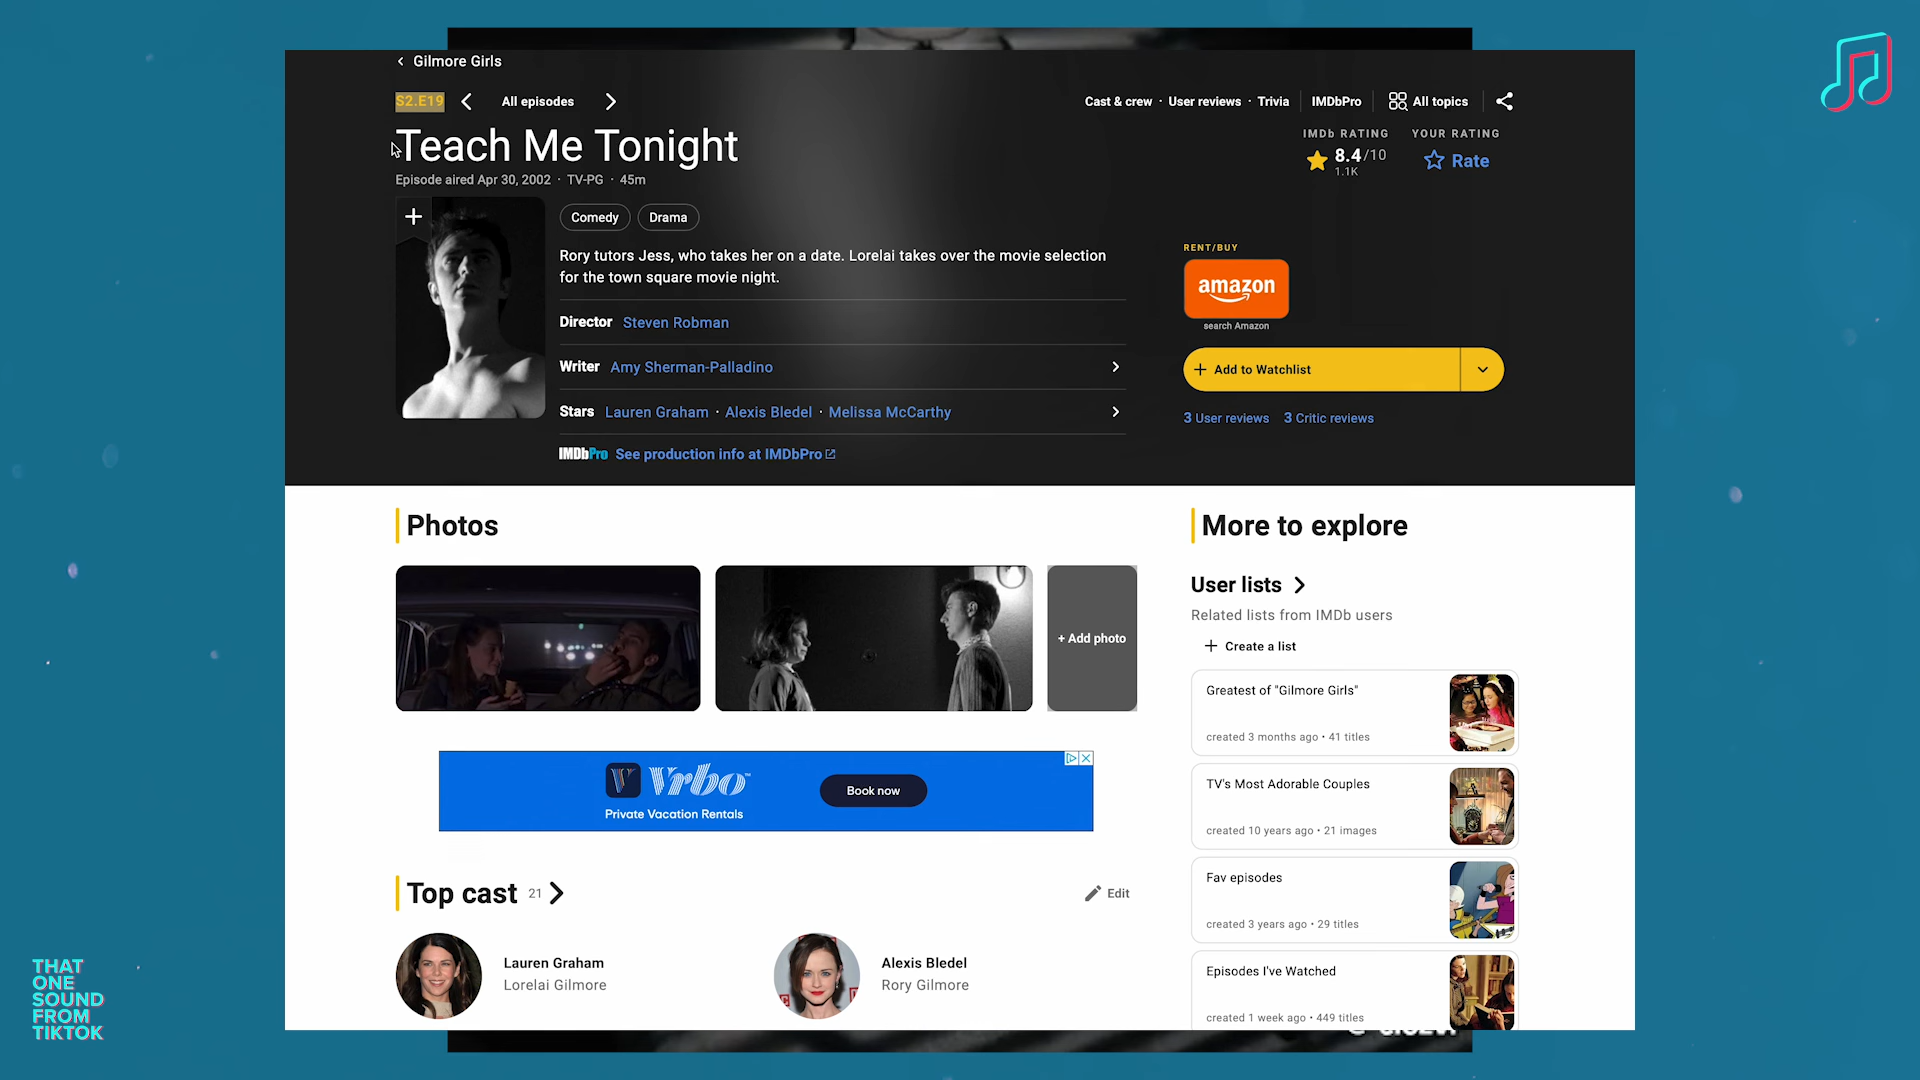 Gilmore Girls
S2.E19
All episodes
Cast & crew · User reviews · Trivia
IMDbPro
All topics
Teach Me Tonight
Episode aired Apr 30, 2002 · TV-PG · 45m
IMDb RATING
8.4/10
1.1K
YOUR RATING
Rate
Comedy
Drama
Rory tutors Jess, who takes her on a date. Lorelai takes over the movie selection
for the town square movie night.
Director Steven Robman
Writer Amy Sherman-Palladino
Stars Lauren Graham · Alexis Bledel · Melissa McCarthy
IMDbPro See production info at IMDbPro
RENT/BUY
amazon
search Amazon
+ Add to Watchlist
3 User reviews 3 Critic reviews
Photos
+ Add photo
Vrbo™
Private Vacation Rentals
Book now
Top cast 21
Edit
Lauren Graham
Lorelai Gilmore
Alexis Bledel
Rory Gilmore
More to explore
User lists
Related lists from IMDb users
+ Create a list
Greatest of "Gilmore Girls"
created 3 months ago • 41 titles
TV's Most Adorable Couples
created 10 years ago • 21 images
Fav episodes
created 3 years ago • 29 titles
Episodes I've Watched
created 1 week ago • 449 titles
THAT
ONE
SOUND
FROM
TIKTOK